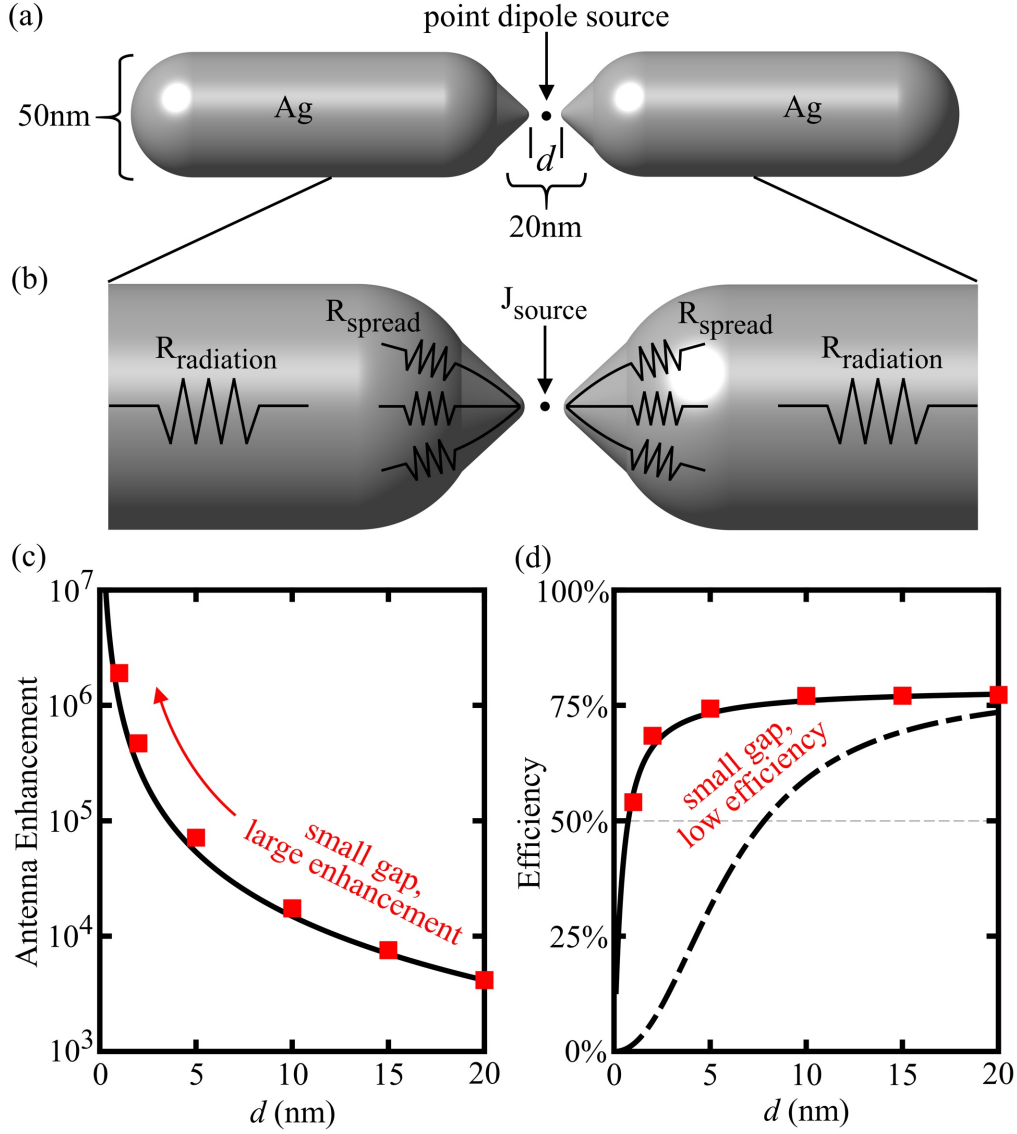 (a)
point dipole source
50nm
Ag
Ag
d
20nm
(b)
R_spread
J_source
R_spread
R_radiation
R_radiation
(c)
10^7
10^6
10^5
10^4
10^3
Antenna Enhancement
small gap,
large enhancement
0
5
10
15
20
d (nm)
(d)
100%
75%
50%
25%
0%
Efficiency
small gap,
low efficiency
0
5
10
15
20
d (nm)